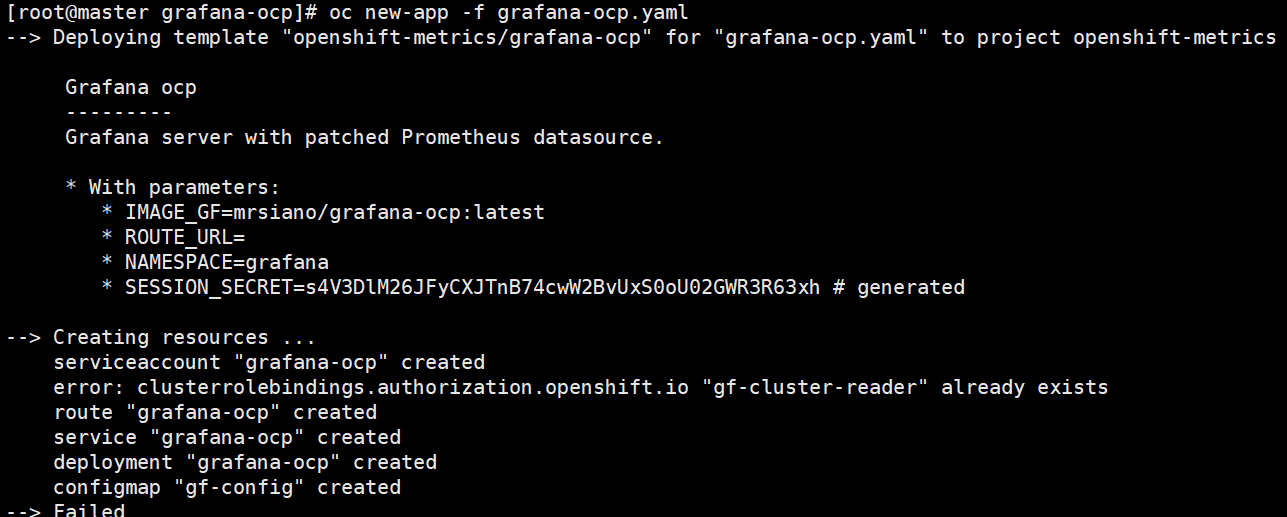 [root@master grafana-ocp]# oc new-app -f grafana-ocp.yaml
--> Deploying template "openshift-metrics/grafana-ocp" for "grafana-ocp.yaml" to project openshift-metrics
Grafana ocp
---------
Grafana server with patched Prometheus datasource.
* With parameters:
* IMAGE_GF=mrsiano/grafana-ocp:latest
* ROUTE_URL=
* NAMESPACE=grafana
* SESSION_SECRET=s4V3DlM26JFyCXJTnB74cwW2BvUxS0oU02GWR3R63xh # generated
--> Creating resources ...
serviceaccount "grafana-ocp" created
error: clusterrolebindings.authorization.openshift.io "gf-cluster-reader" already exists
route "grafana-ocp" created
service "grafana-ocp" created
deployment "grafana-ocp" created
configmap "gf-config" created
--> Failed